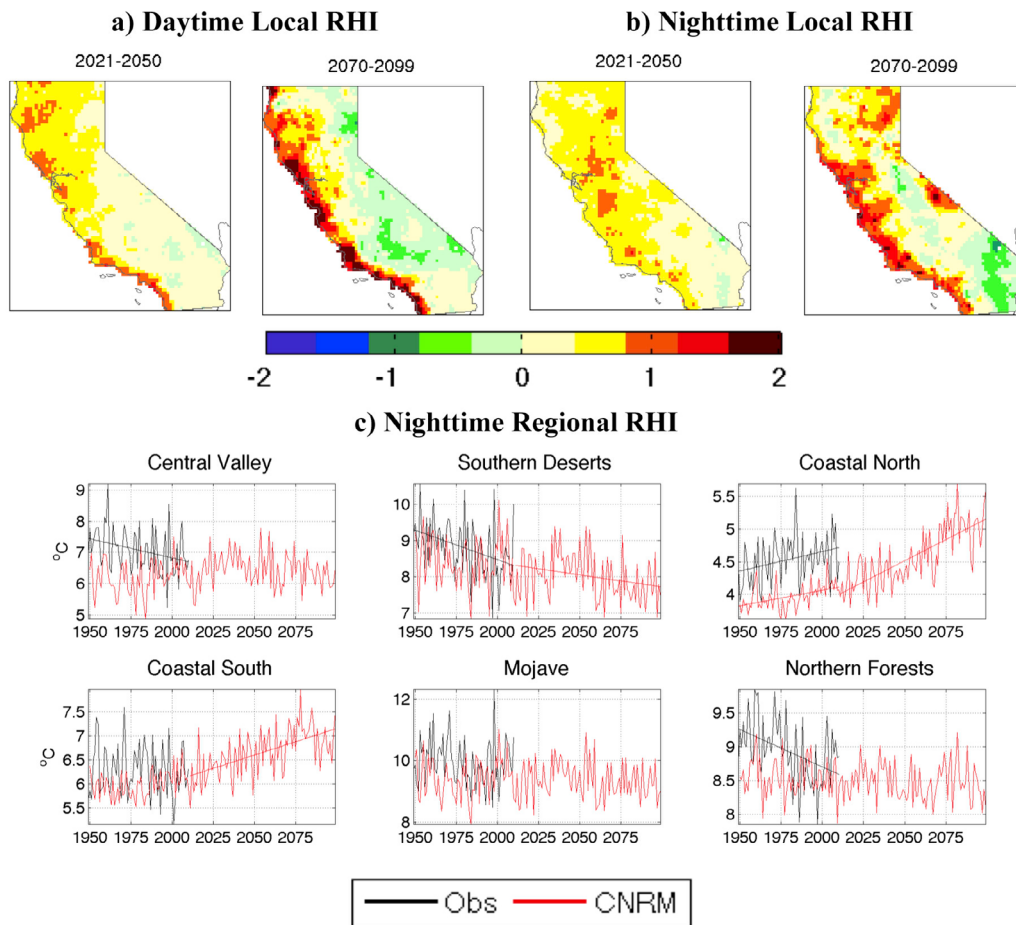 a) Daytime Local RHI
b) Nighttime Local RHI
2021-2050
2070-2099
2021-2050
2070-2099
-2 -1 0 1 2
c) Nighttime Regional RHI
Central Valley
Southern Deserts
Coastal North
9
8
7
6
5
°C
1950 1975 2000 2025 2050 2075
10
9
8
7
1950 1975 2000 2025 2050 2075
5.5
5
4.5
4
1950 1975 2000 2025 2050 2075
Coastal South
Mojave
Northern Forests
7.5
7
6.5
6
5.5
°C
1950 1975 2000 2025 2050 2075
12
10
8
1950 1975 2000 2025 2050 2075
9.5
9
8.5
8
1950 1975 2000 2025 2050 2075
Obs CNRM